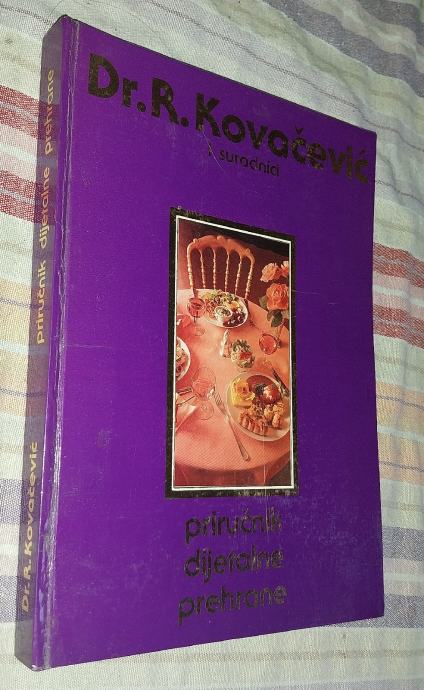 Dr. R. Kovačević
i suradnici
priručnik
dijetalne
prehrane
Dr. R. Kovačević priručnik dijetalne prehrane